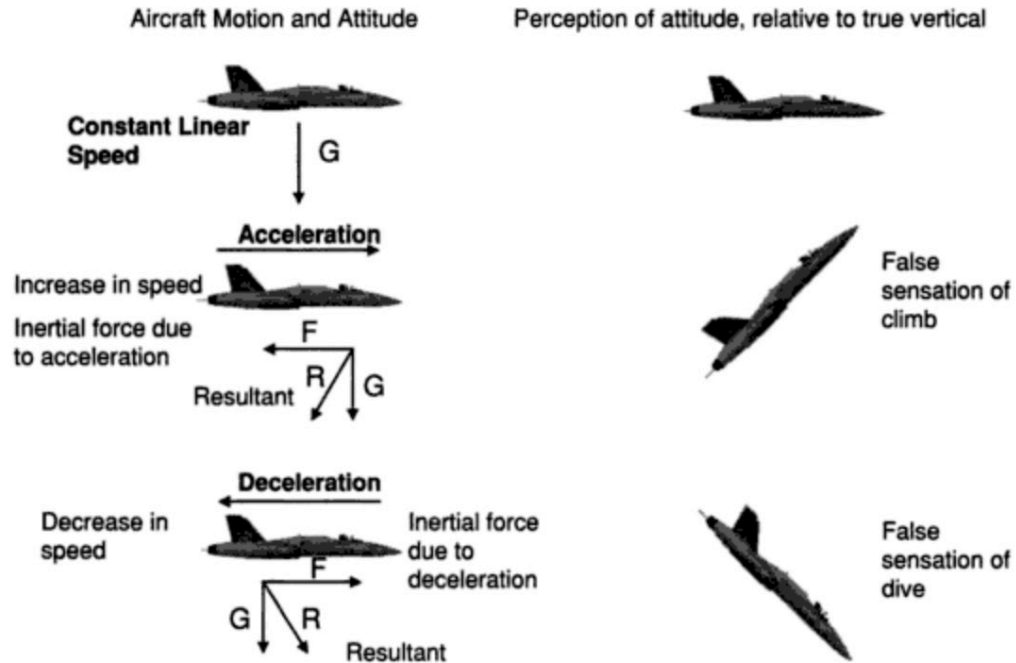 Aircraft Motion and Attitude
Perception of attitude, relative to true vertical
Constant Linear
Speed
G
Acceleration
Increase in speed
Inertial force due
to acceleration
F
R
G
Resultant
False
sensation of
climb
Deceleration
Decrease in
speed
Inertial force
due to
deceleration
F
G
R
Resultant
False
sensation of
dive